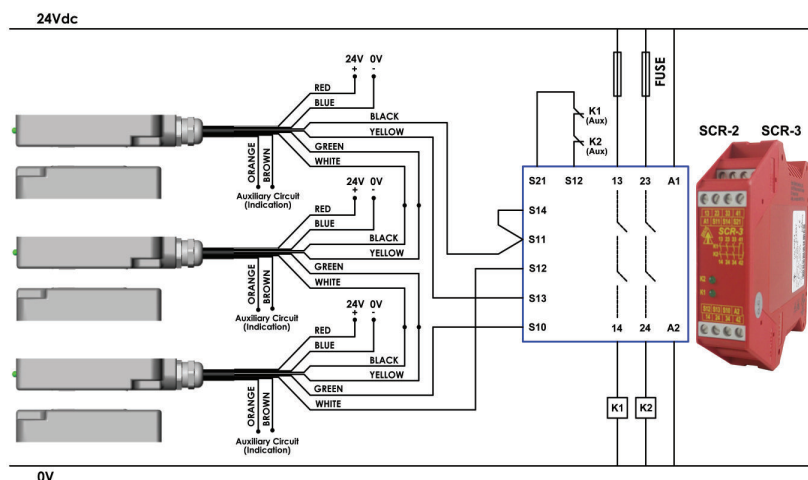 24Vdc
24V 0V
+ -
RED
BLUE
BLACK
YELLOW
GREEN
WHITE
ORANGE
BROWN
Auxiliary Circuit
(Indication)
24V 0V
+ -
RED
BLUE
BLACK
YELLOW
GREEN
WHITE
ORANGE
BROWN
Auxiliary Circuit
(Indication)
24V 0V
+ -
RED
BLUE
BLACK
YELLOW
GREEN
WHITE
ORANGE
BROWN
Auxiliary Circuit
(Indication)
K1
(Aux)
K2
(Aux)
FUSE
S21 S12 13 23 A1
S14
S11
S12
S13
S10
14 24 A2
K1 K2
SCR-2 SCR-3
SCR-3
0V